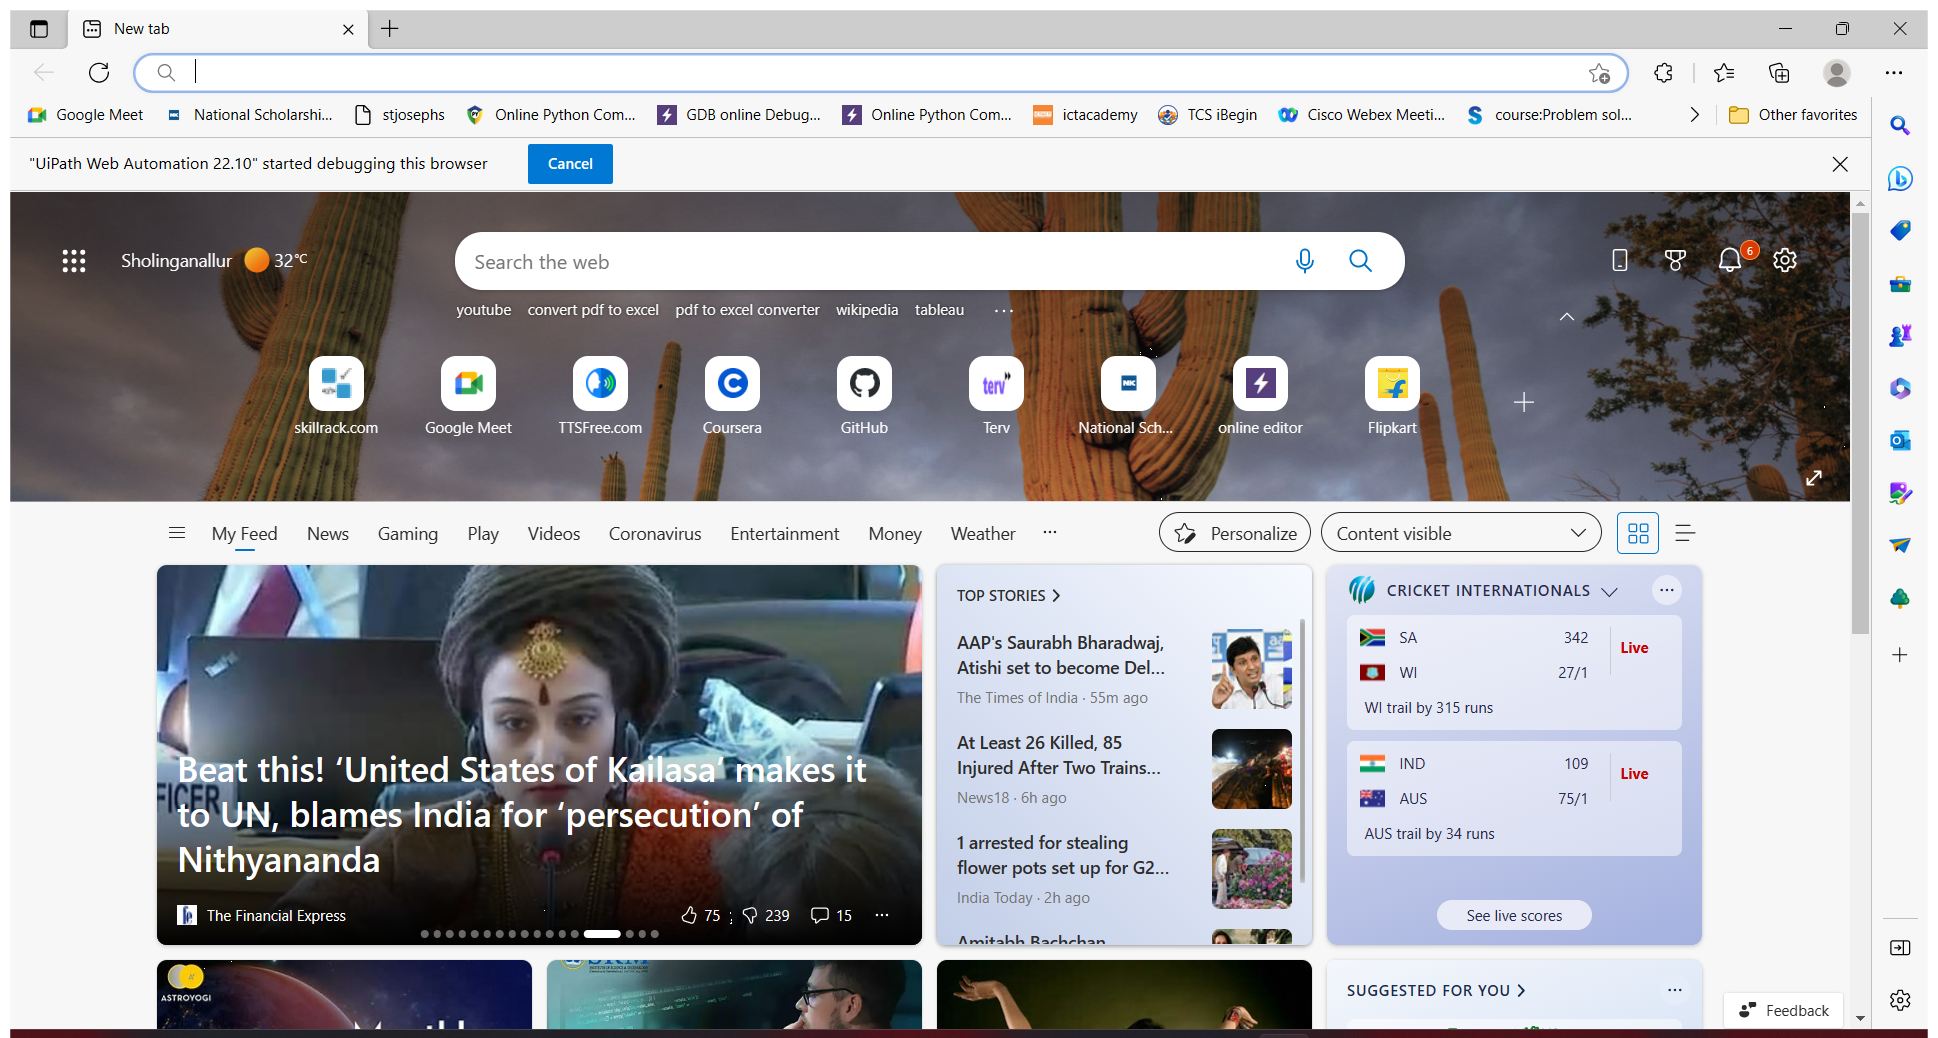 New tab
Google Meet
National Scholarshi...
stjosephs
Online Python Com...
GDB online Debug...
Online Python Com...
ictacademy
TCS iBegin
Cisco Webex Meeti...
course:Problem sol...
Other favorites
"UiPath Web Automation 22.10" started debugging this browser
Cancel
Sholinganallur
32°C
Search the web
6
youtube
convert pdf to excel
pdf to excel converter
wikipedia
tableau
skillrack.com
Google Meet
TTSFree.com
Coursera
GitHub
terv
Terv
NK
National Sch...
online editor
Flipkart
My Feed
News
Gaming
Play
Videos
Coronavirus
Entertainment
Money
Weather
Personalize
Content visible
Beat this! ‘United States of Kailasa’ makes it
to UN, blames India for ‘persecution’ of
Nithyananda
The Financial Express
75
239
15
TOP STORIES
AAP's Saurabh Bharadwaj,
Atishi set to become Del...
The Times of India · 55m ago
At Least 26 Killed, 85
Injured After Two Trains...
News18 · 6h ago
1 arrested for stealing
flower pots set up for G2...
India Today · 2h ago
Amitabh Bachchan
CRICKET INTERNATIONALS
SA 342
Live
WI 27/1
WI trail by 315 runs
IND 109
Live
AUS 75/1
AUS trail by 34 runs
See live scores
ASTROYOGI
SRM
SUGGESTED FOR YOU
Feedback